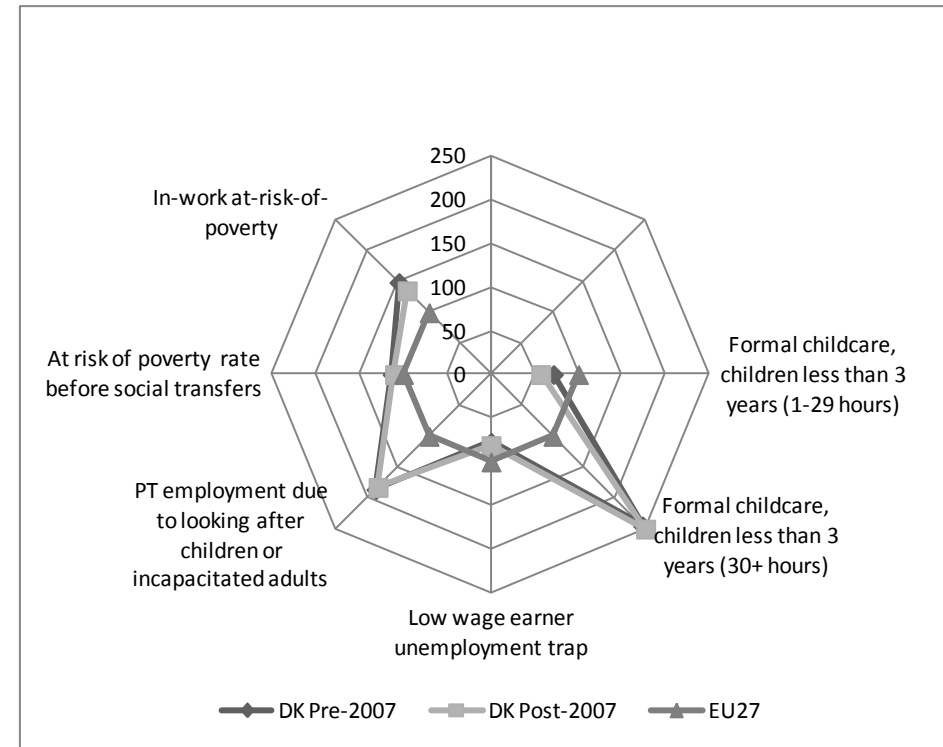 250
200
150
100
50
0
In-work at-risk-of-
poverty
At risk of poverty rate
before social transfers
PT employment due
to looking after
children or
incapacitated adults
Low wage earner
unemployment trap
Formal childcare,
children less than 3
years (1-29 hours)
Formal childcare,
children less than 3
years (30+ hours)
DK Pre-2007
DK Post-2007
EU27